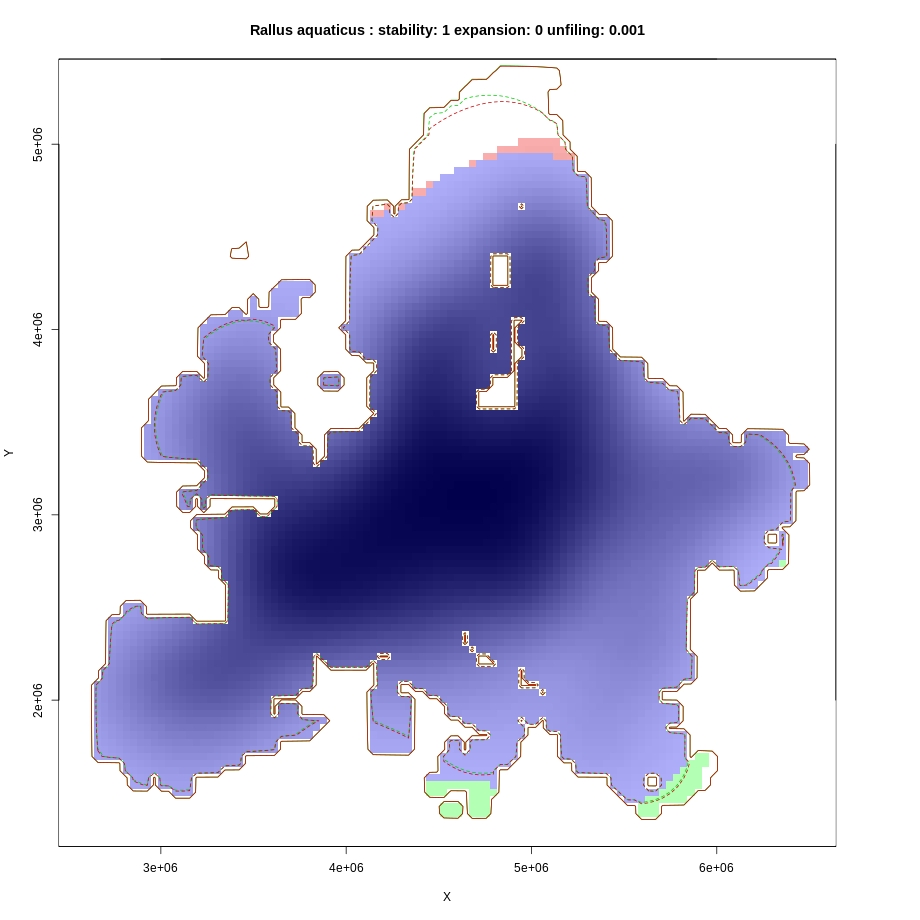 Rallus aquaticus : stability: 1 expansion: 0 unfiling: 0.001
5e+06
4e+06
Y
3e+06
2e+06
3e+06 4e+06 5e+06 6e+06
X